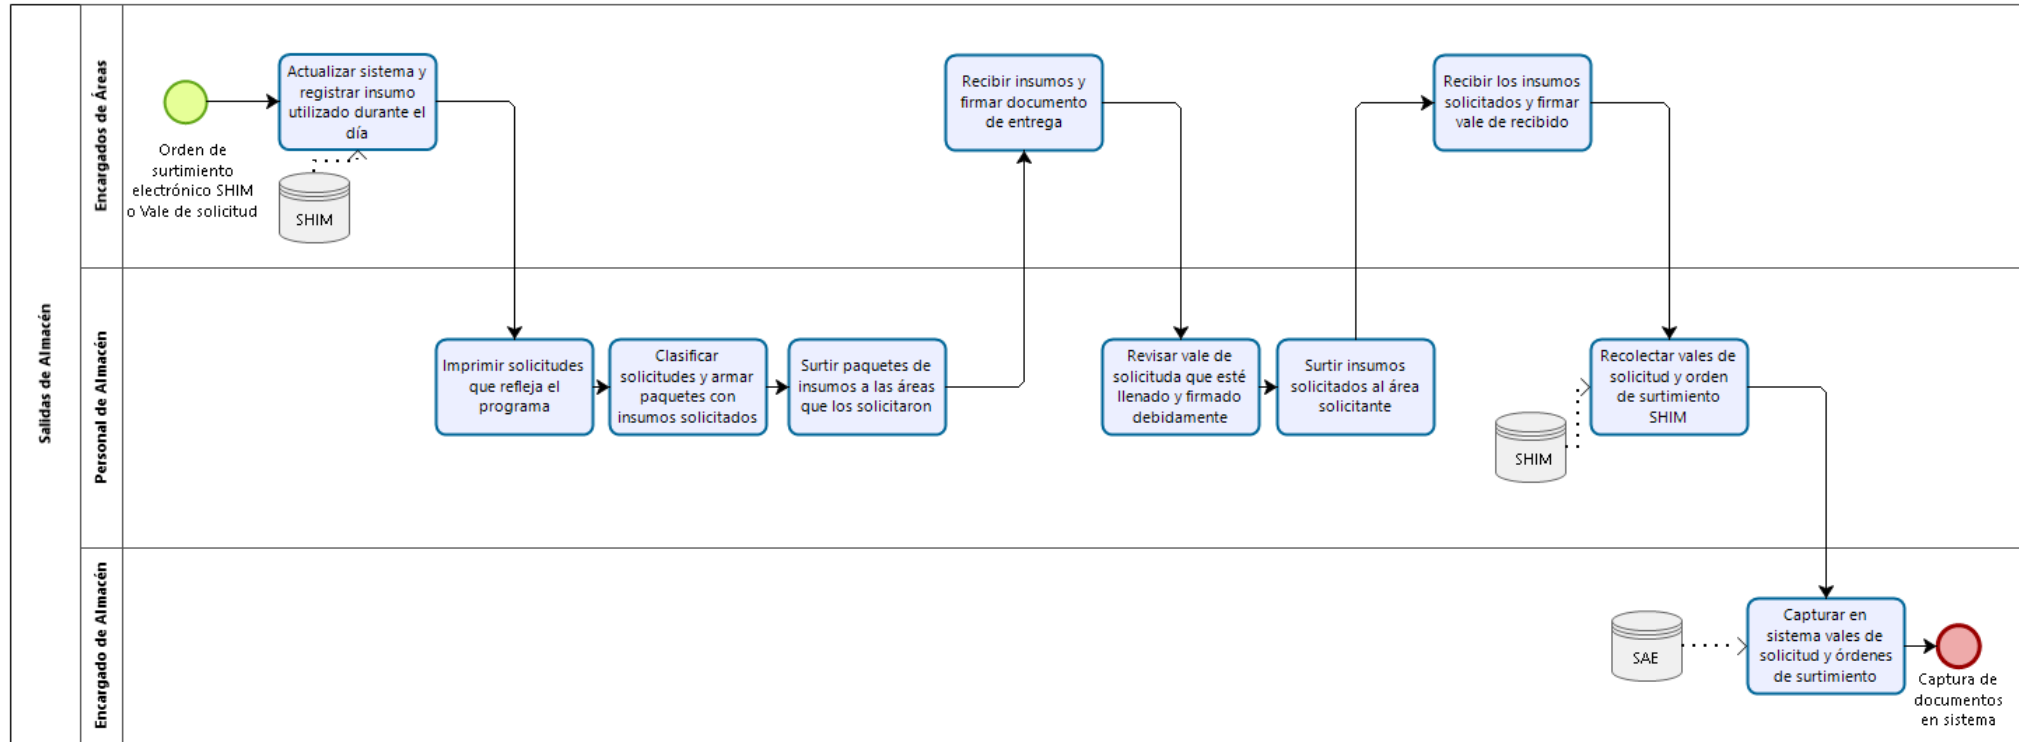 Salidas de Almacén
Encargados de Áreas
Orden de
surtimiento
electrónico SHIM
o Vale de solicitud
Actualizar sistema y
registrar insumo
utilizado durante el
día
SHIM
Recibir insumos y
firmar documento
de entrega
Recibir los insumos
solicitados y firmar
vale de recibido
Personal de Almacén
Imprimir solicitudes
que refleja el
programa
Clasificar
solicitudes y armar
paquetes con
insumos solicitados
Surtir paquetes de
insumos a las áreas
que los solicitaron
Revisar vale de
solicituda que esté
llenado y firmado
debidamente
Surtir insumos
solicitados al área
solicitante
SHIM
Recolectar vales de
solicitud y orden
de surtimiento
SHIM
Encargado de Almacén
SAE
Capturar en
sistema vales de
solicitud y órdenes
de surtimiento
Captura de
documentos
en sistema